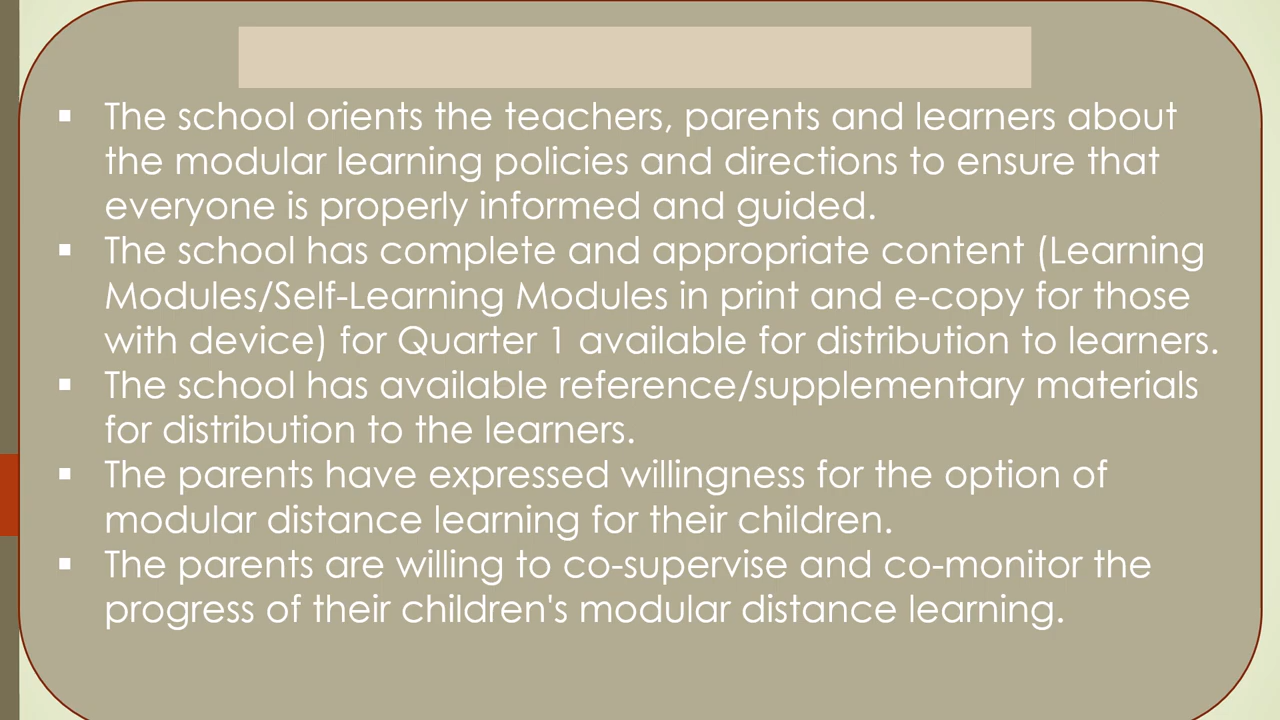 ▪ The school orients the teachers, parents and learners about
the modular learning policies and directions to ensure that
everyone is properly informed and guided.
▪ The school has complete and appropriate content (Learning
Modules/Self-Learning Modules in print and e-copy for those
with device) for Quarter 1 available for distribution to learners.
▪ The school has available reference/supplementary materials
for distribution to the learners.
▪ The parents have expressed willingness for the option of
modular distance learning for their children.
▪ The parents are willing to co-supervise and co-monitor the
progress of their children's modular distance learning.